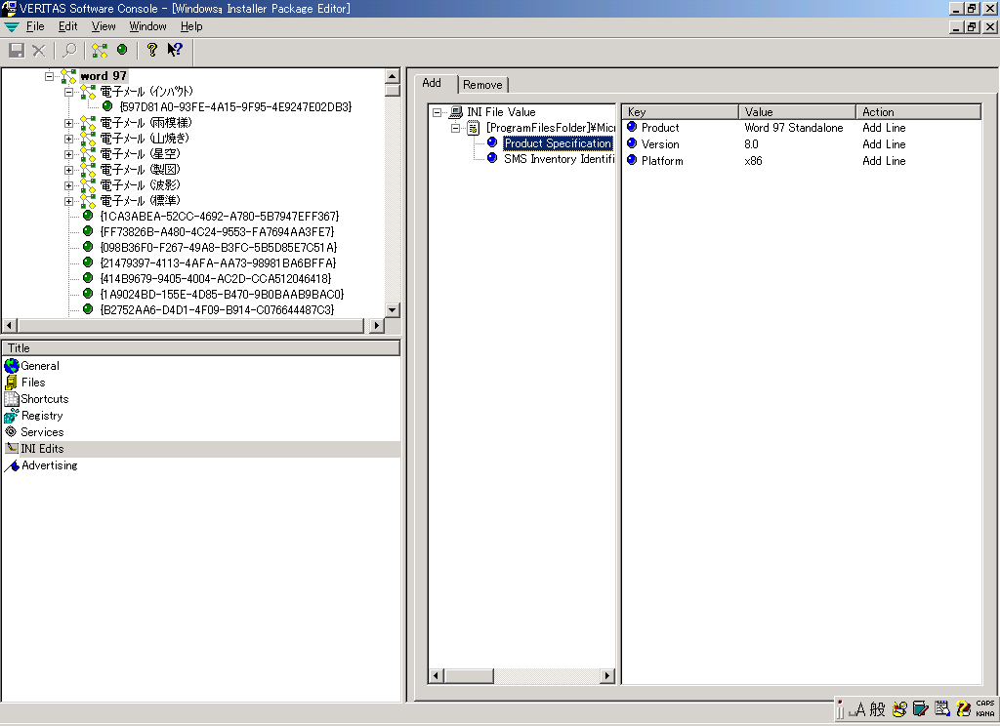 VERITAS Software Console - [Windows Installer Package Editor]
File Edit View Window Help
word 97
電子メール (インパクト)
{597D81A0-93FE-4A15-9F95-4E9247E02DB3}
電子メール (雨模様)
電子メール (山焼き)
電子メール (星空)
電子メール (製図)
電子メール (波影)
電子メール (標準)
{1CA3ABEA-52CC-4692-A780-5B7947EFF367}
{FF73826B-A480-4C24-9553-FA7694AA3FE7}
{098B36F0-F267-49A8-B3FC-5B5D85E7C51A}
{21479397-4113-4AFA-AA73-98981BA6BFFA}
{414B9679-9405-4004-AC2D-CCA512046418}
{1A9024BD-155E-4D85-B470-9B0BAAB9BAC0}
{B2752AA6-D4D1-4F09-B914-C076644487C3}
Title
General
Files
Shortcuts
Registry
Services
INI Edits
Advertising
Add Remove
INI File Value
[ProgramFilesFolder]¥Micr
Product Specification
SMS Inventory Identifi
Key Value Action
Product Word 97 Standalone Add Line
Version 8.0 Add Line
Platform x86 Add Line
A 般 CAPS
KANA